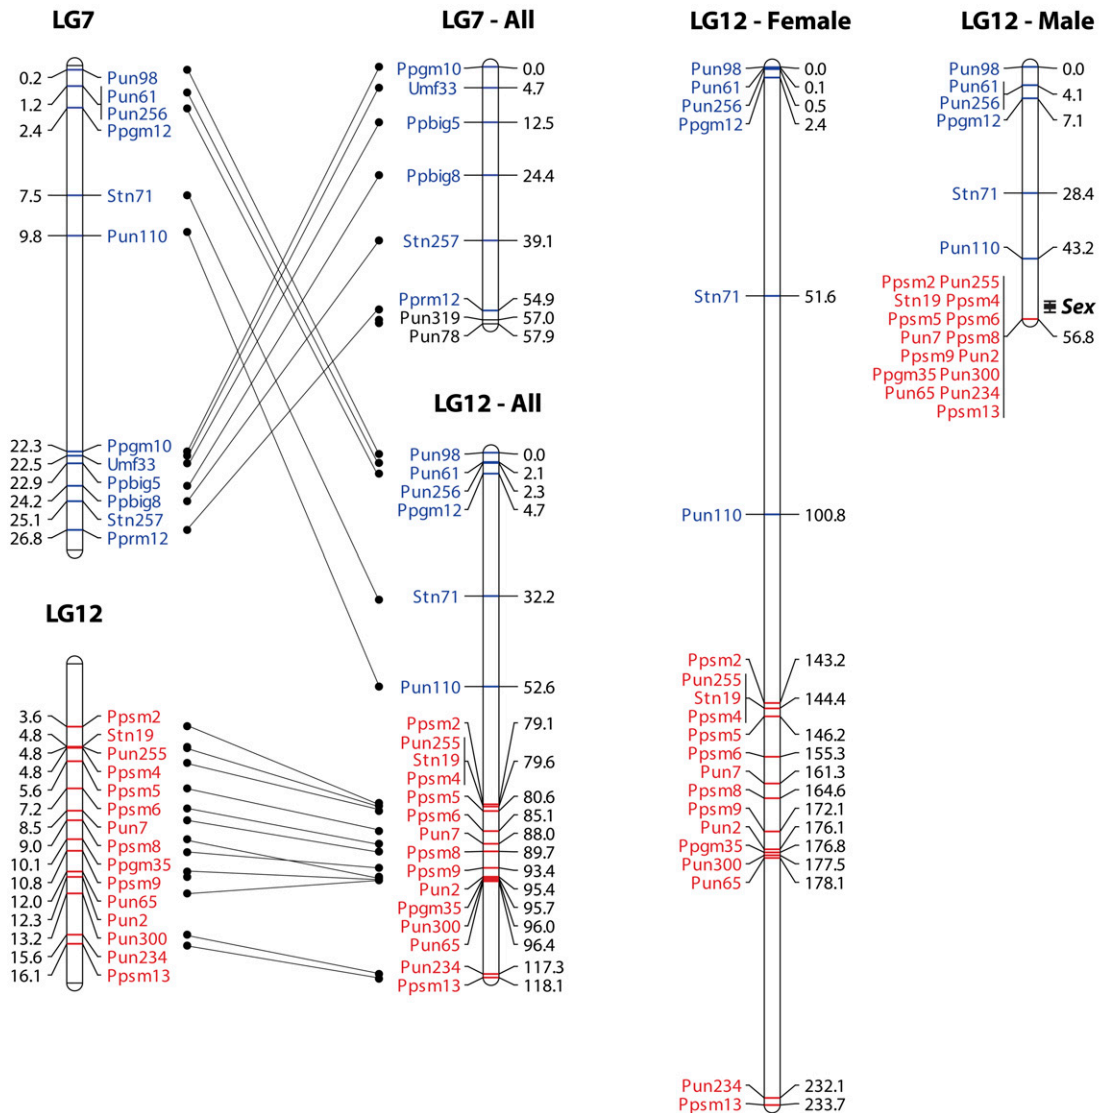 LG7
0.2 Pun98
1.2 Pun61
Pun256
2.4 Ppgm12
7.5 Stn71
9.8 Pun110
22.3 Ppgm10
22.5 Umf33
22.9 Ppbig5
24.2 Ppbig8
25.1 Stn257
26.8 Pprm12
LG12
3.6 Ppsm2
4.8 Stn19
4.8 Pun255
4.8 Ppsm4
5.6 Ppsm5
7.2 Ppsm6
8.5 Pun7
9.0 Ppsm8
10.1 Ppgm35
10.8 Ppsm9
12.0 Pun65
12.3 Pun2
13.2 Pun300
15.6 Pun234
16.1 Ppsm13
LG7 - All
Ppgm10 0.0
Umf33 4.7
Ppbig5 12.5
Ppbig8 24.4
Stn257 39.1
Pprm12 54.9
Pun319 57.0
Pun78 57.9
LG12 - All
Pun98 0.0
Pun61 2.1
Pun256 2.3
Ppgm12 4.7
Stn71 32.2
Pun110 52.6
Ppsm2 79.1
Pun255
Stn19 79.6
Ppsm4
Ppsm5 80.6
Ppsm6 85.1
Pun7 88.0
Ppsm8 89.7
Ppsm9 93.4
Pun2 95.4
Ppgm35 95.7
Pun300 96.0
Pun65 96.4
Pun234 117.3
Ppsm13 118.1
LG12 - Female
Pun98 0.0
Pun61 0.1
Pun256 0.5
Ppgm12 2.4
Stn71 51.6
Pun110 100.8
Ppsm2 143.2
Pun255
Stn19 144.4
Ppsm4
Ppsm5 146.2
Ppsm6 155.3
Pun7 161.3
Ppsm8 164.6
Ppsm9 172.1
Pun2 176.1
Ppgm35 176.8
Pun300 177.5
Pun65 178.1
Pun234 232.1
Ppsm13 233.7
LG12 - Male
Pun98 0.0
Pun61 4.1
Pun256
Ppgm12 7.1
Stn71 28.4
Pun110 43.2
Ppsm2 Pun255
Stn19 Ppsm4 Sex
Ppsm5 Ppsm6
Pun7 Ppsm8 56.8
Ppsm9 Pun2
Ppgm35 Pun300
Pun65 Pun234
Ppsm13